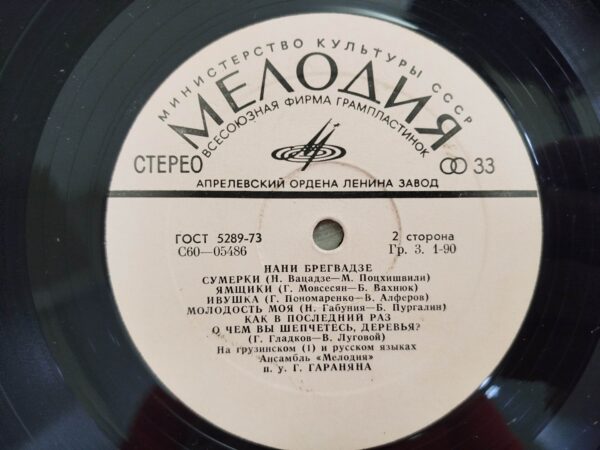 МИНИСТЕРСТВО КУЛЬТУРЫ СССР
МЕЛОДИЯ
ВСЕСОЮЗНАЯ ФИРМА ГРАМПЛАСТИНОК
СТЕРЕО 33
АПРЕЛЕВСКИЙ ОРДЕНА ЛЕНИНА ЗАВОД
ГОСТ 5289-73 2 сторона
С60—05486 Гр. 3. 1-90
НАНИ БРЕГВАДЗЕ
СУМЕРКИ (Н. Вацадзе—М. Поцхишвили)
ЯМЩИКИ (Г. Мовсесян—Б. Вахнюк)
ИВУШКА (Г. Пономаренко—В. Алферов)
МОЛОДОСТЬ МОЯ (Н. Габуния—Б. Пургалин)
КАК В ПОСЛЕДНИЙ РАЗ
О ЧЕМ ВЫ ШЕПЧЕТЕСЬ, ДЕРЕВЬЯ?
(Г. Гладков—В. Луговой)
На грузинском (1) и русском языках
Ансамбль «Мелодия»
п. у. Г. ГАРАНЯНА